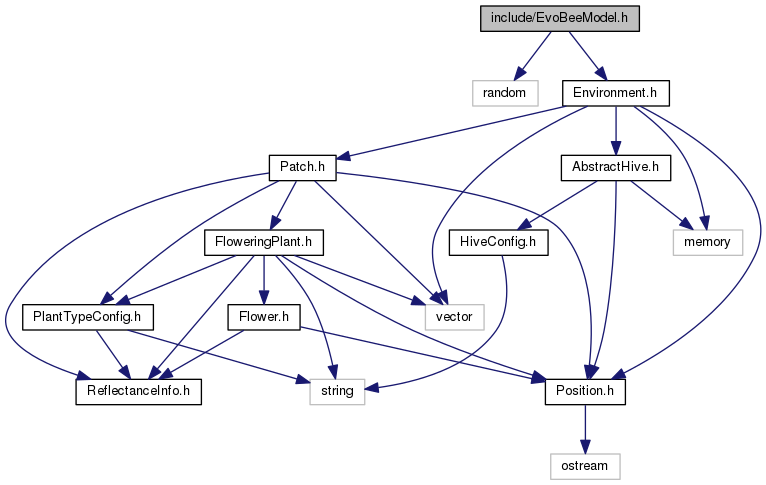 include/EvoBeeModel.h
random
Environment.h
Patch.h
AbstractHive.h
FloweringPlant.h
HiveConfig.h
memory
PlantTypeConfig.h
Flower.h
vector
ReflectanceInfo.h
string
Position.h
ostream